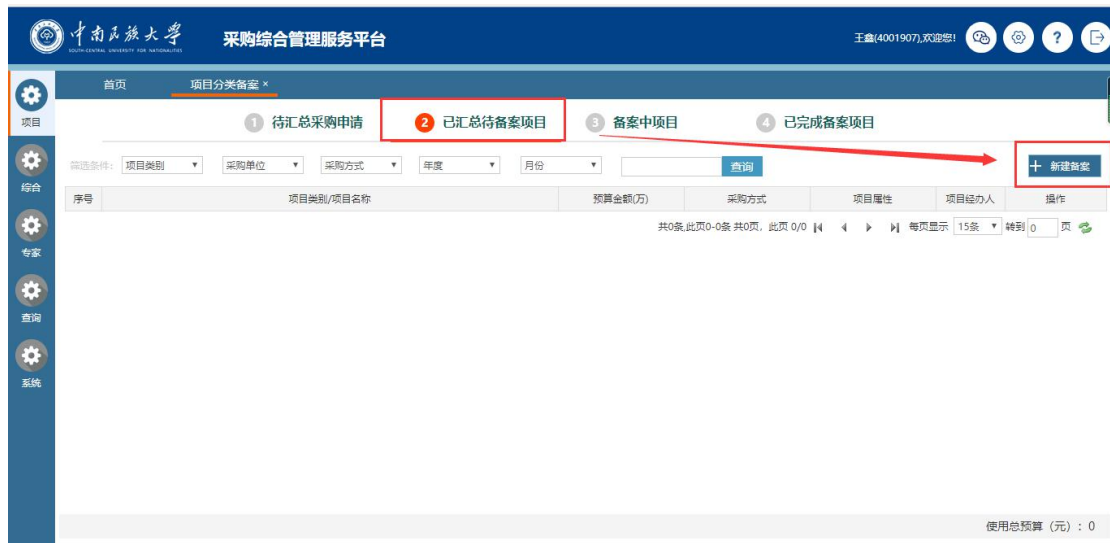 中南民族大学
SOUTH-CENTRAL UNIVERSITY FOR NATIONALITIES
采购综合管理服务平台
王鑫(4001907),欢迎您!
?
首页
项目分类备案 ×
项目
综合
专家
查询
系统
1 待汇总采购申请
2 已汇总待备案项目
3 备案中项目
4 已完成备案项目
筛选条件: 项目类别 采购单位 采购方式 年度 月份 查询
+ 新建备案
序号 项目类别/项目名称 预算金额(万) 采购方式 项目属性 项目经办人 操作
共0条,此页0-0条 共0页, 此页 0/0 每页显示 15条 转到 0 页
使用总预算（元）: 0